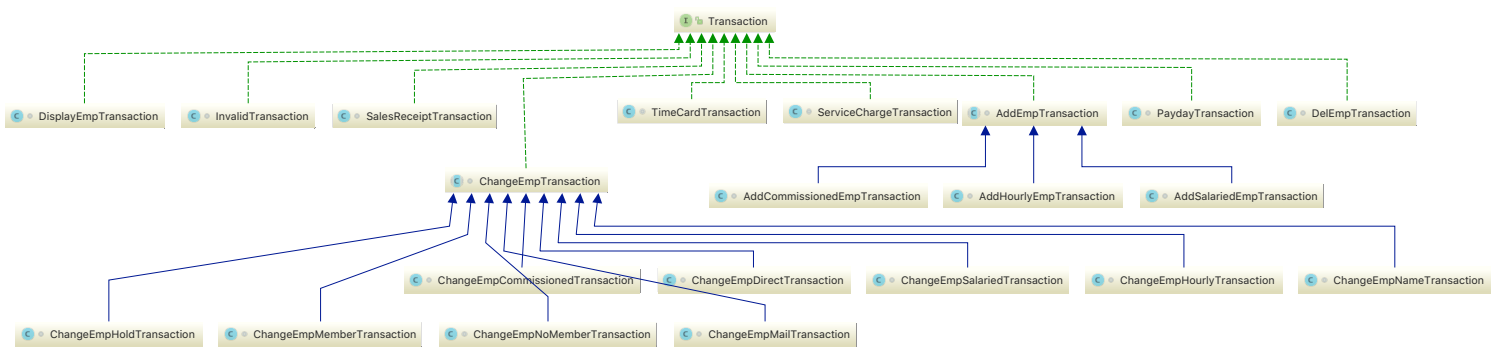 I Transaction
C DisplayEmpTransaction
C InvalidTransaction
C SalesReceiptTransaction
C TimeCardTransaction
C ServiceChargeTransaction
C AddEmpTransaction
C PaydayTransaction
C DelEmpTransaction
C ChangeEmpTransaction
C AddCommissionedEmpTransaction
C AddHourlyEmpTransaction
C AddSalariedEmpTransaction
C ChangeEmpCommissionedTransaction
C ChangeEmpDirectTransaction
C ChangeEmpSalariedTransaction
C ChangeEmpHourlyTransaction
C ChangeEmpNameTransaction
C ChangeEmpHoldTransaction
C ChangeEmpMemberTransaction
C ChangeEmpNoMemberTransaction
C ChangeEmpMailTransaction